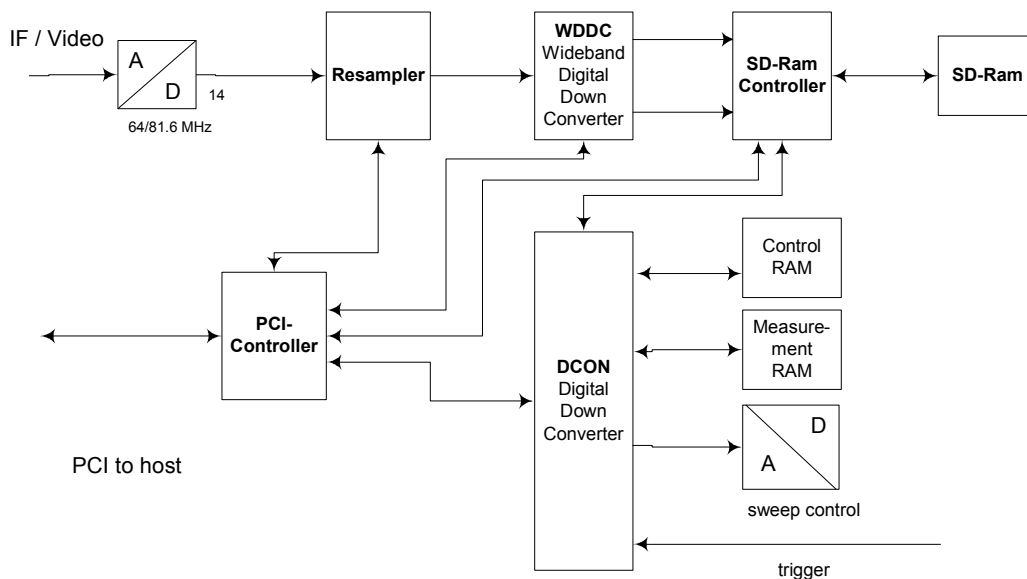 IF / Video
A
D
14
64/81.6 MHz
Resampler
WDDC
Wideband
Digital
Down
Converter
SD-Ram
Controller
SD-Ram
PCI-
Controller
PCI to host
DCON
Digital
Down
Converter
Control
RAM
Measure-
ment
RAM
D
A
sweep control
trigger